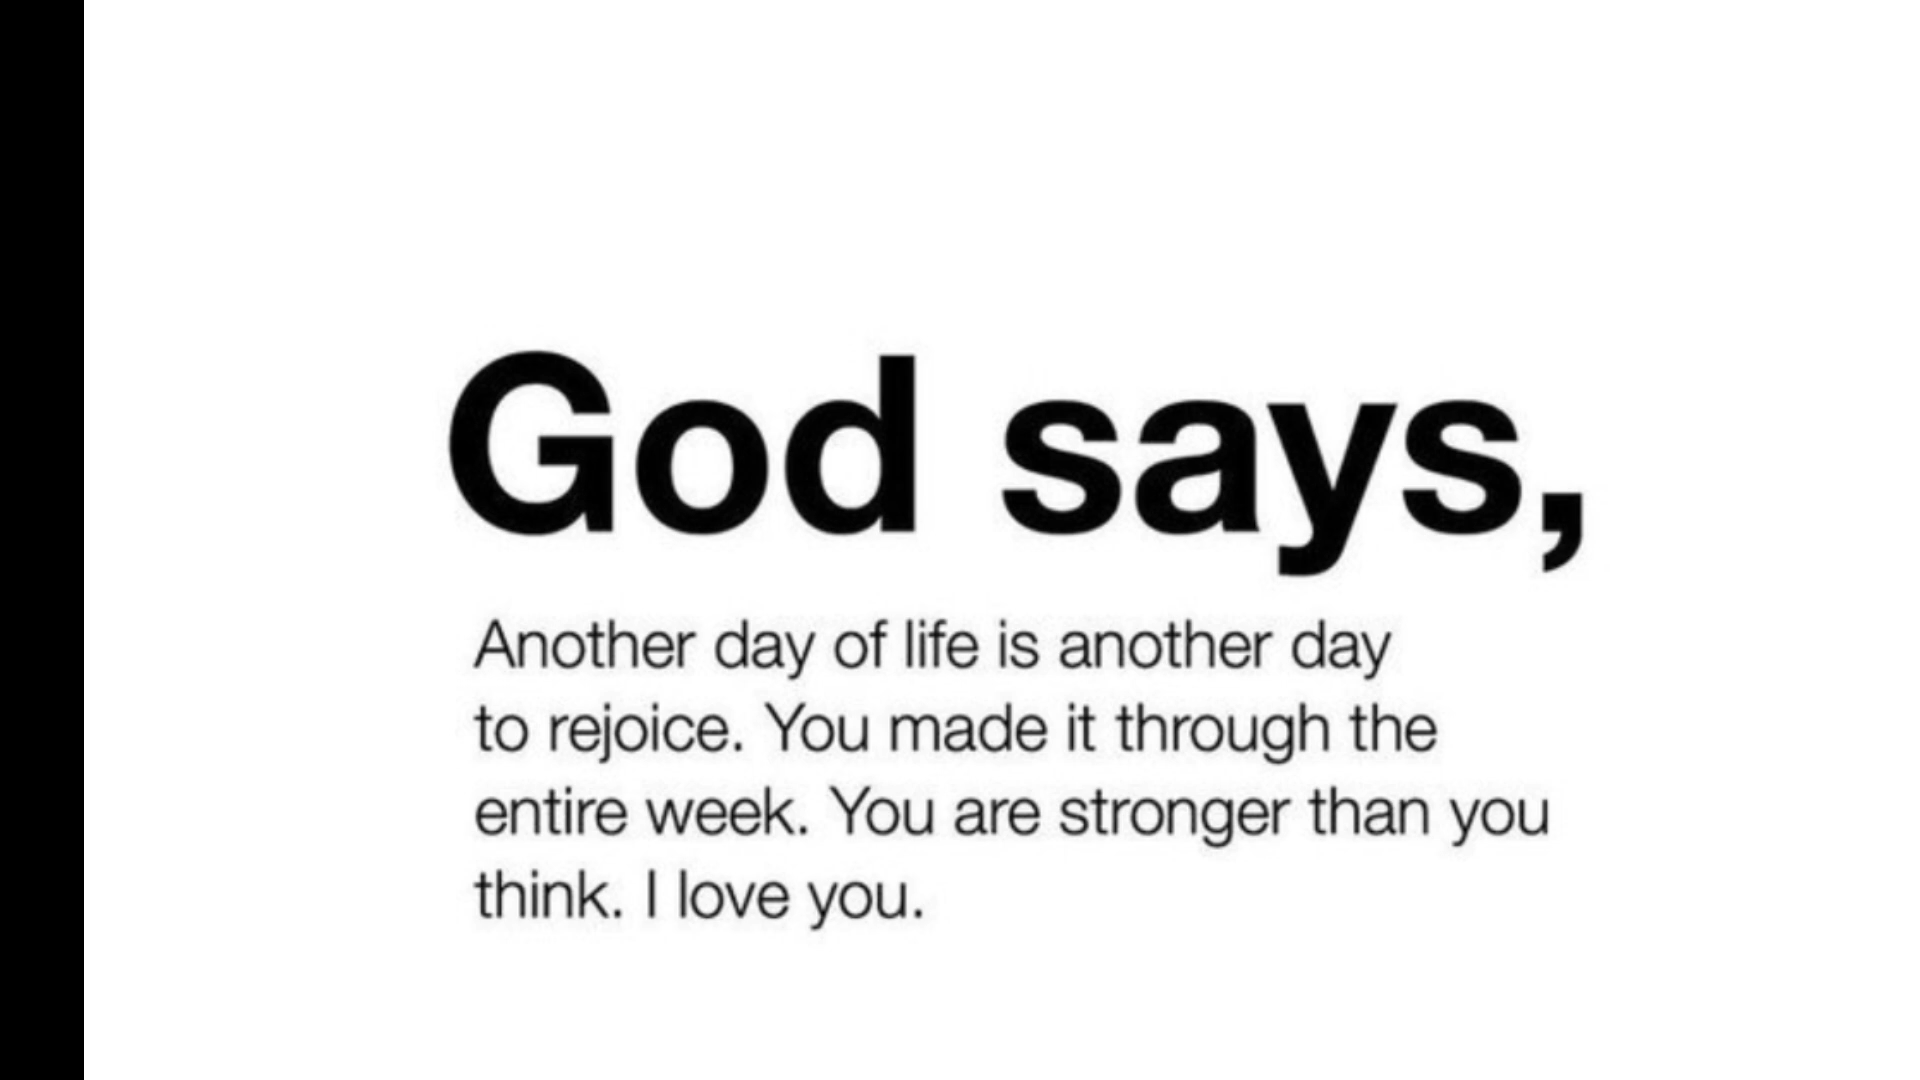 God says,
Another day of life is another day
to rejoice. You made it through the
entire week. You are stronger than you
think. I love you.